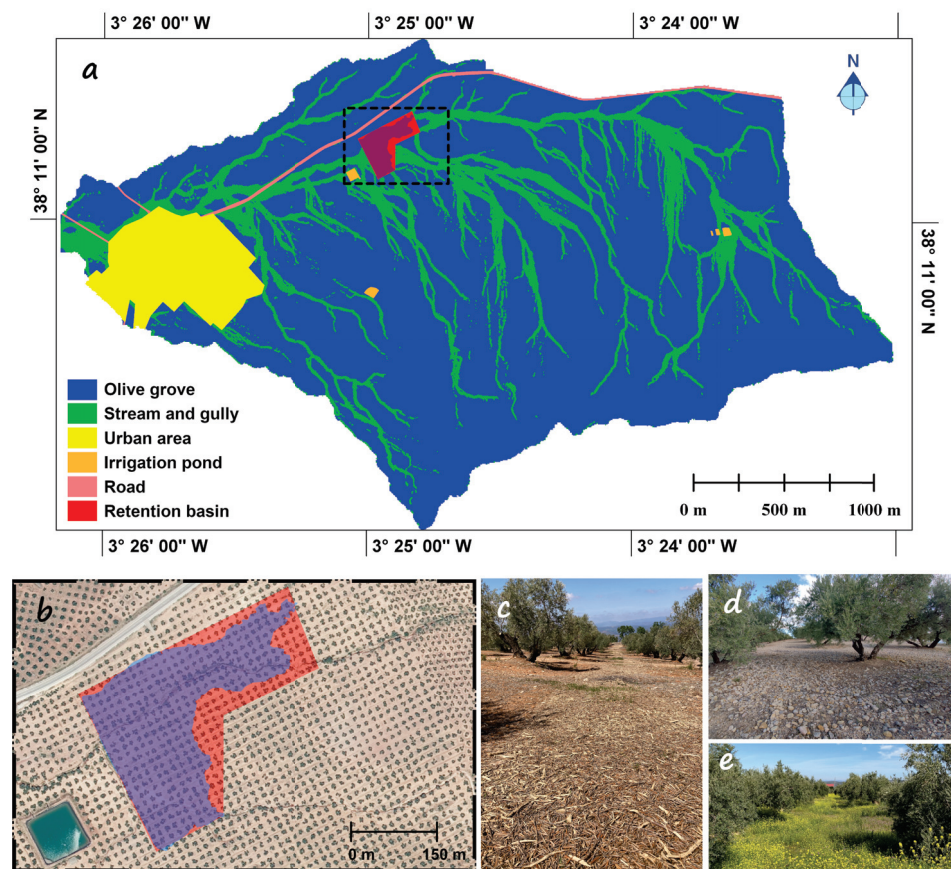 3° 26' 00'' W
3° 25' 00'' W
3° 24' 00'' W
a
N
38° 11' 00'' N
38° 11' 00'' N
Olive grove
Stream and gully
Urban area
Irrigation pond
Road
Retention basin
0 m
500 m
1000 m
3° 26' 00'' W
3° 25' 00'' W
3° 24' 00'' W
b
0 m
150 m
c
d
e